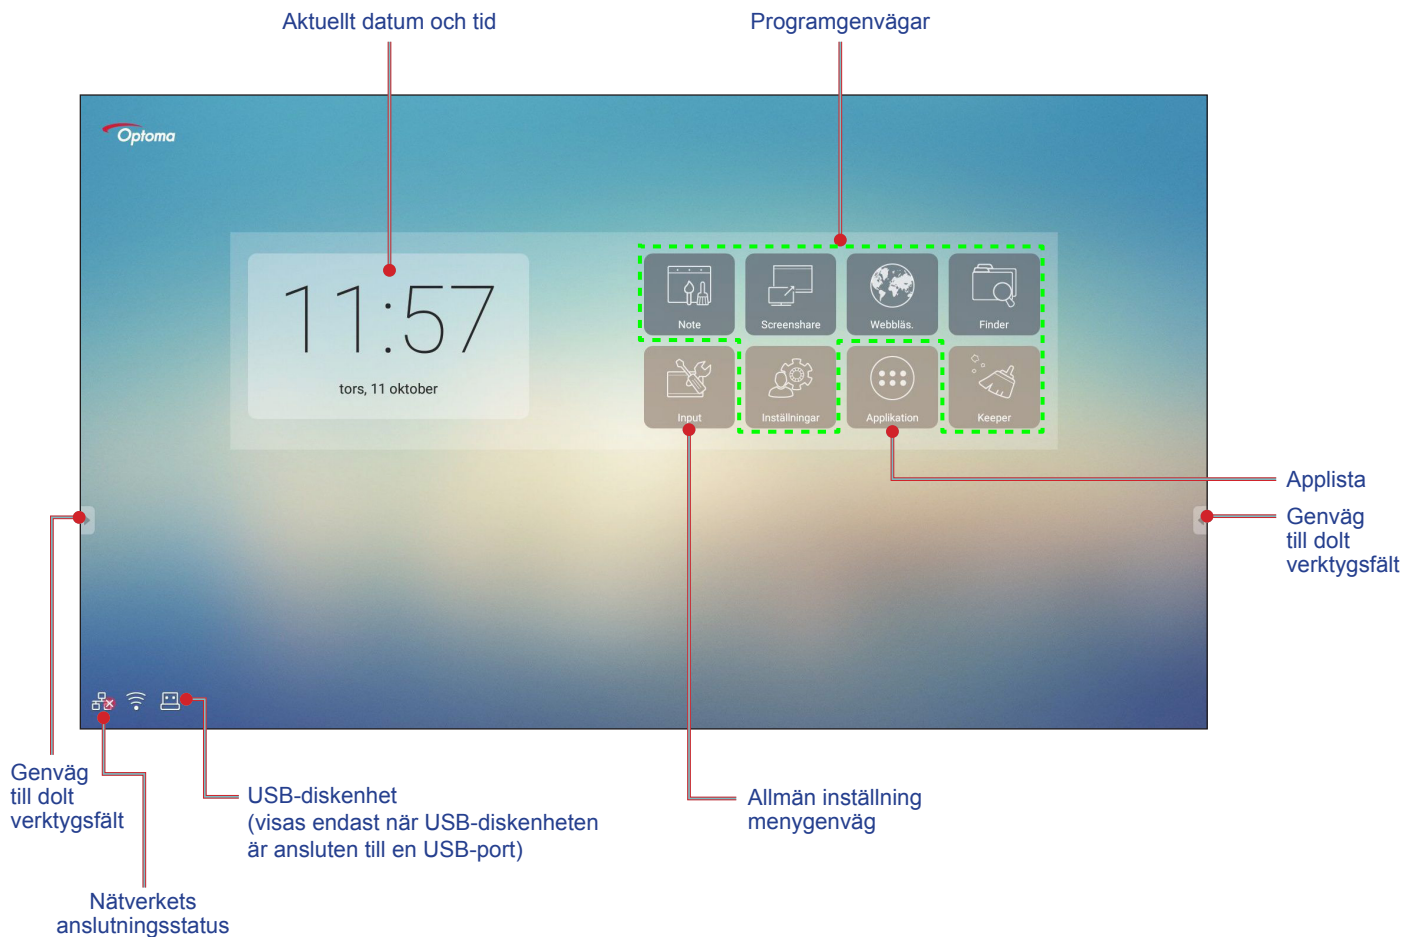 Aktuellt datum och tid
Programgenvägar
Optoma
11:57
tors, 11 oktober
Note
Screenshare
Webbläs.
Finder
Input
Inställningar
Applikation
Keeper
Applista
Genväg
till dolt
verktygsfält
Genväg
till dolt
verktygsfält
USB-diskenhet
(visas endast när USB-diskenheten
är ansluten till en USB-port)
Allmän inställning
menygenväg
Nätverkets
anslutningsstatus